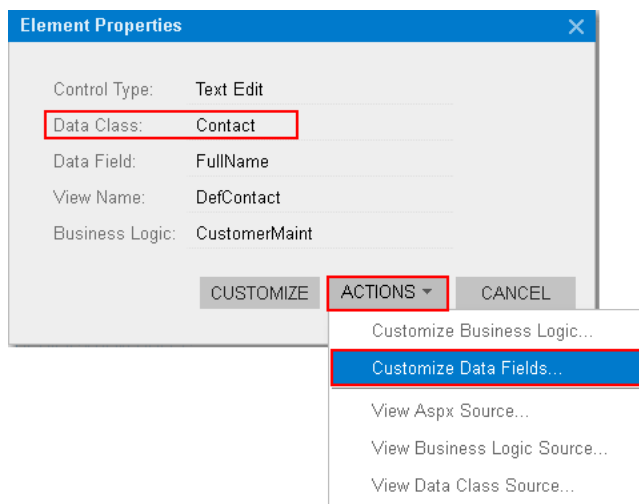 Element Properties
Control Type: Text Edit
Data Class: Contact
Data Field: FullName
View Name: DefContact
Business Logic: CustomerMaint
CUSTOMIZE ACTIONS CANCEL
Customize Business Logic...
Customize Data Fields...
View Aspx Source...
View Business Logic Source...
View Data Class Source...